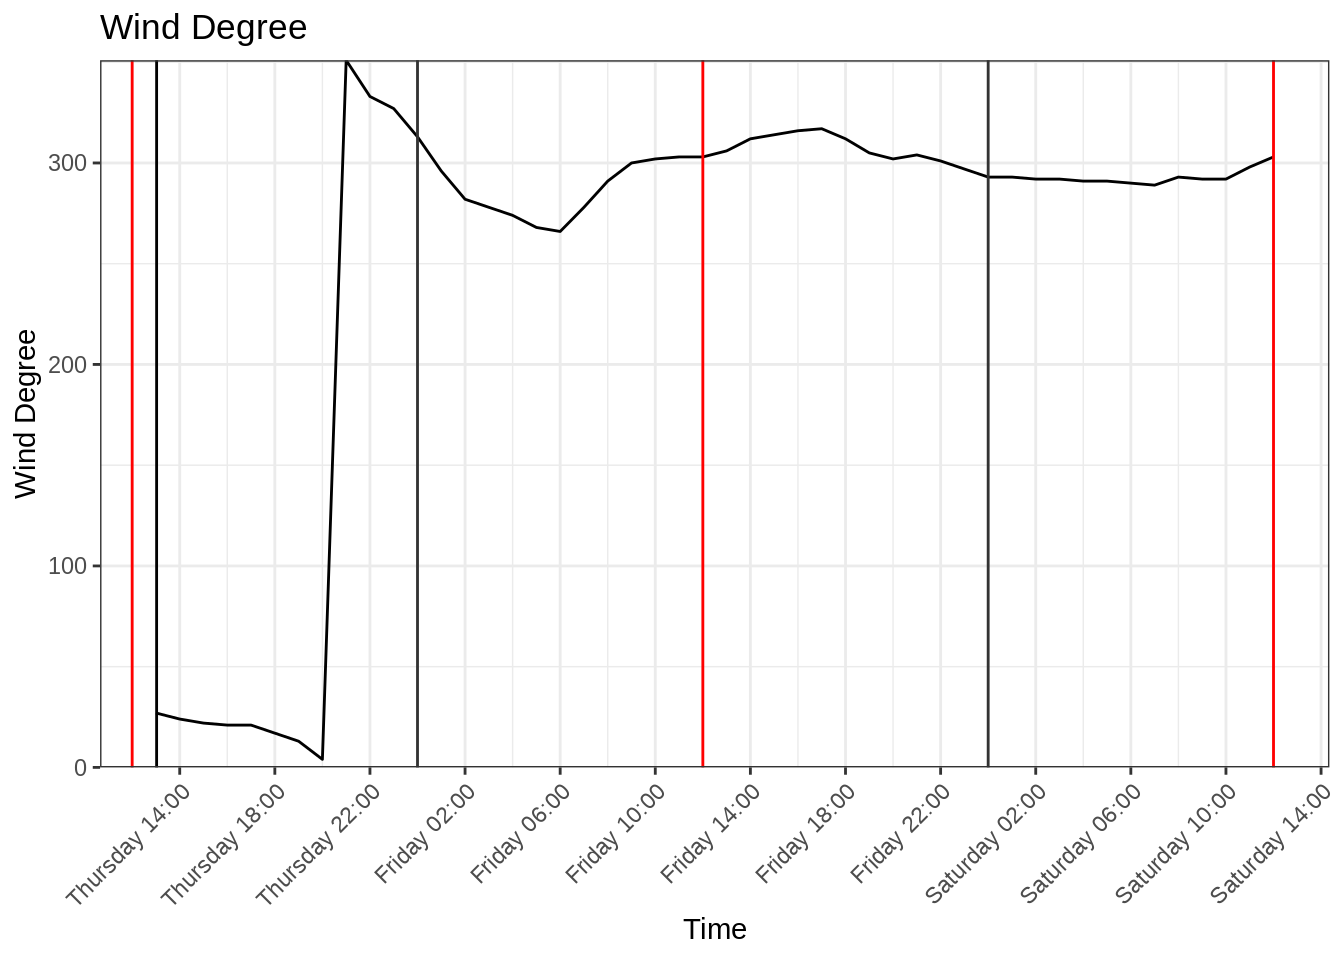 Wind Degree
Wind Degree
300
200
100
0
Thursday 14:00
Thursday 18:00
Thursday 22:00
Friday 02:00
Friday 06:00
Friday 10:00
Friday 14:00
Friday 18:00
Friday 22:00
Saturday 02:00
Saturday 06:00
Saturday 10:00
Saturday 14:00
Time